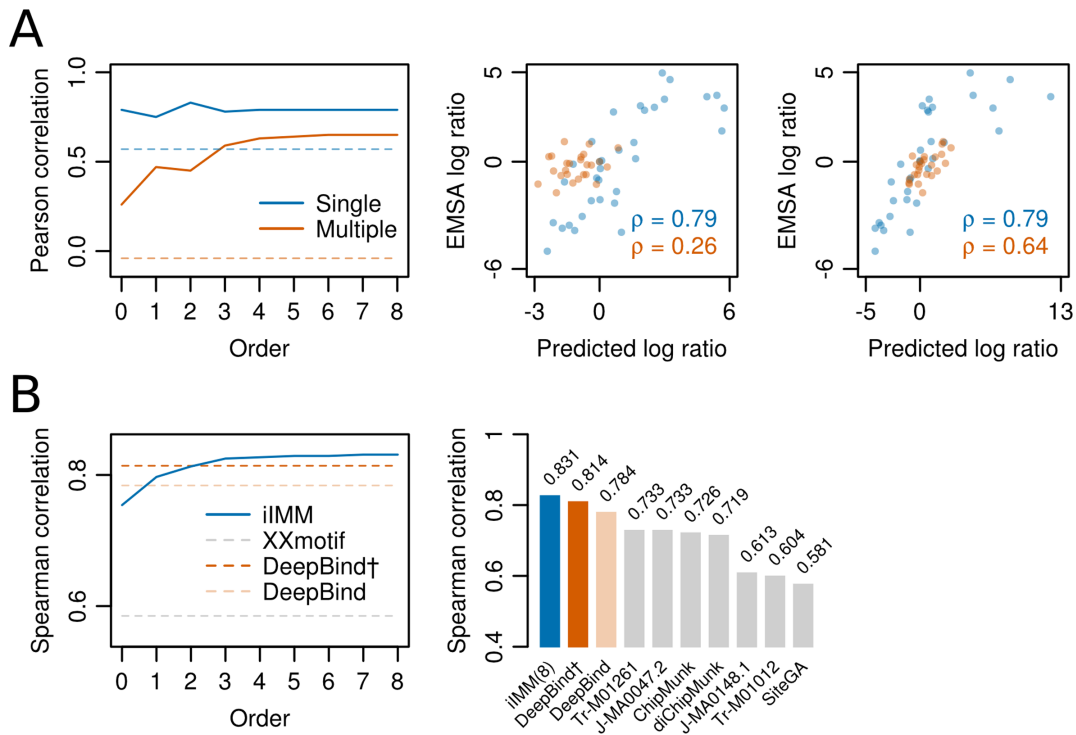 A
Pearson correlation
1.0
0.5
0.0
Single
Multiple
0 1 2 3 4 5 6 7 8
Order
EMSA log ratio
5
0
-6
ρ = 0.79
ρ = 0.26
-3 0 6
Predicted log ratio
EMSA log ratio
5
0
-6
ρ = 0.79
ρ = 0.64
-5 0 13
Predicted log ratio
B
Spearman correlation
0.8
0.6
iIMM
XXmotif
DeepBind†
DeepBind
0 1 2 3 4 5 6 7 8
Order
Spearman correlation
1
0.8
0.6
0.4
0.831
0.814
0.784
0.733
0.733
0.726
0.719
0.613
0.604
0.581
iIMM(8)
DeepBind†
DeepBind
Tr-M01261
J-MA0047.2
ChipMunk
diChipMunk
J-MA0148.1
Tr-M01012
SiteGA